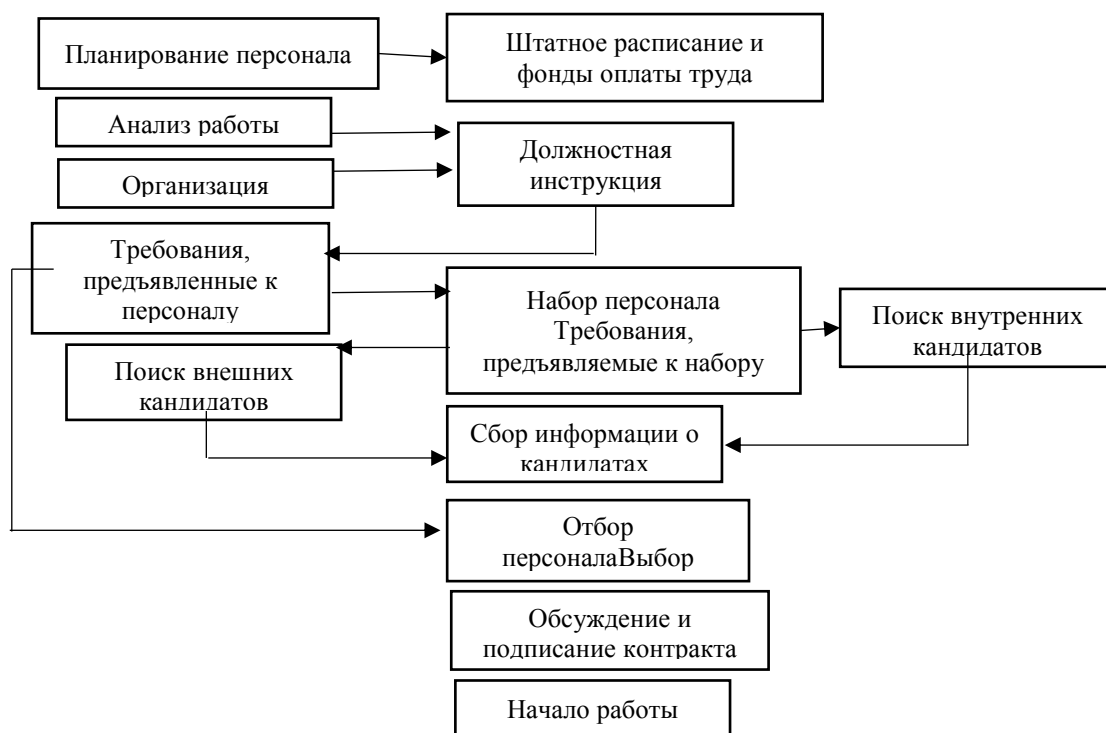 Планирование персонала
Штатное расписание и
фонды оплаты труда
Анализ работы
Должностная
инструкция
Организация
Требования,
предъявленные к
персоналу
Набор персонала
Требования,
предъявляемые к набору
Поиск внутренних
кандидатов
Поиск внешних
кандидатов
Сбор информации о
кандидатах
Отбор
персоналаВыбор
Обсуждение и
подписание контракта
Начало работы